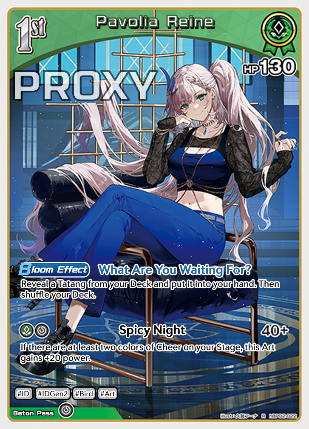 1st
Pavolia Reine
HP130
PROXY
Bloom Effect What Are You Waiting For?
Reveal a Tatang from your Deck and put it into your hand. Then
shuffle your Deck.
Spicy Night 40+
If there are at least two colors of Cheer on your Stage, this Art
gains +20 power.
#ID #IDGen2 #Bird #Art
Baton Pass
R